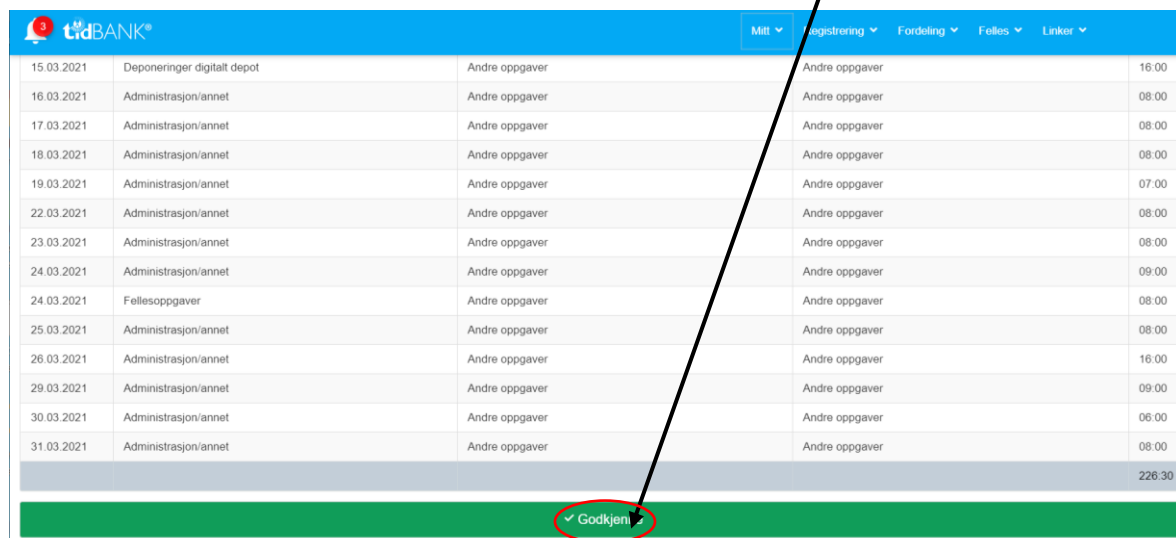 3 tidBANK® Mitt Registrering Fordeling Felles Linker
15.03.2021 Deponeringer digitalt depot Andre oppgaver Andre oppgaver 16:00
16.03.2021 Administrasjon/annet Andre oppgaver Andre oppgaver 08:00
17.03.2021 Administrasjon/annet Andre oppgaver Andre oppgaver 08:00
18.03.2021 Administrasjon/annet Andre oppgaver Andre oppgaver 08:00
19.03.2021 Administrasjon/annet Andre oppgaver Andre oppgaver 07:00
22.03.2021 Administrasjon/annet Andre oppgaver Andre oppgaver 08:00
23.03.2021 Administrasjon/annet Andre oppgaver Andre oppgaver 08:00
24.03.2021 Administrasjon/annet Andre oppgaver Andre oppgaver 09:00
24.03.2021 Fellesoppgaver Andre oppgaver Andre oppgaver 08:00
25.03.2021 Administrasjon/annet Andre oppgaver Andre oppgaver 08:00
26.03.2021 Administrasjon/annet Andre oppgaver Andre oppgaver 16:00
29.03.2021 Administrasjon/annet Andre oppgaver Andre oppgaver 09:00
30.03.2021 Administrasjon/annet Andre oppgaver Andre oppgaver 06:00
31.03.2021 Administrasjon/annet Andre oppgaver Andre oppgaver 08:00
226:30
Godkjenne